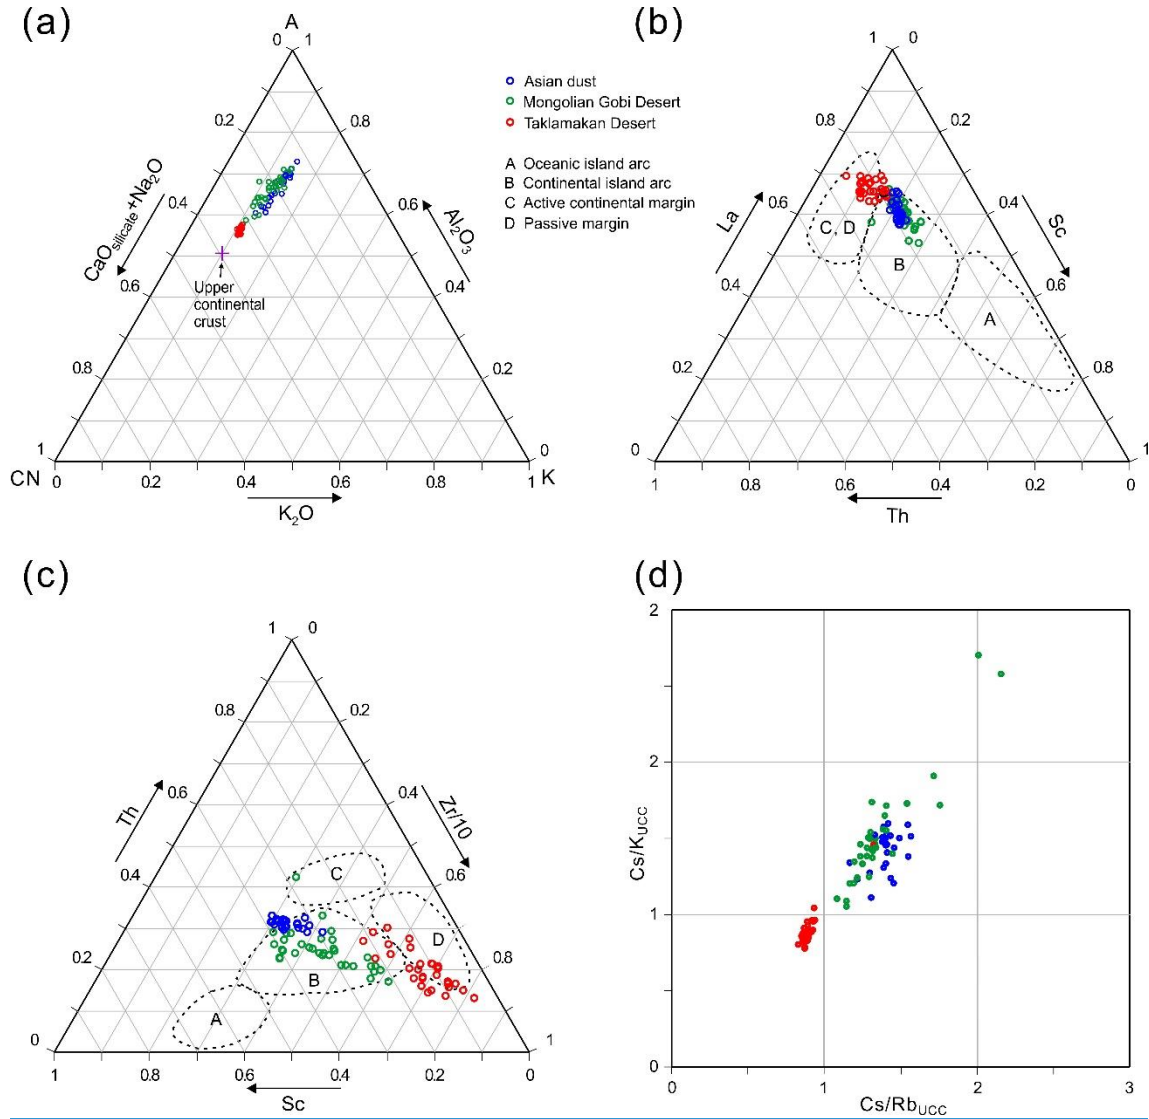 (a)
A
0 1
0.2
0.8
0.4
0.6
0.6
0.4
0.8
0.2
1
0
CN
K
0
0.2
0.4
0.6
0.8
1
CaOsilicate+Na2O
Al2O3
K2O
Upper
continental
crust
Asian dust
Mongolian Gobi Desert
Taklamakan Desert
A Oceanic island arc
B Continental island arc
C Active continental margin
D Passive margin
(b)
1 0
0.8
0.2
0.6
0.4
0.4
0.6
0.2
0.8
0
1
1
0.8
0.6
0.4
0.2
0
La
Sc
Th
C, D
B
A
(c)
1 0
0.8
0.2
0.6
0.4
0.4
0.6
0.2
0.8
0
1
1
0.8
0.6
0.4
0.2
0
Th
Zr/10
Sc
C
D
B
A
(d)
2
2
1
0
0
1
2
3
Cs/KUCC
Cs/RbUCC